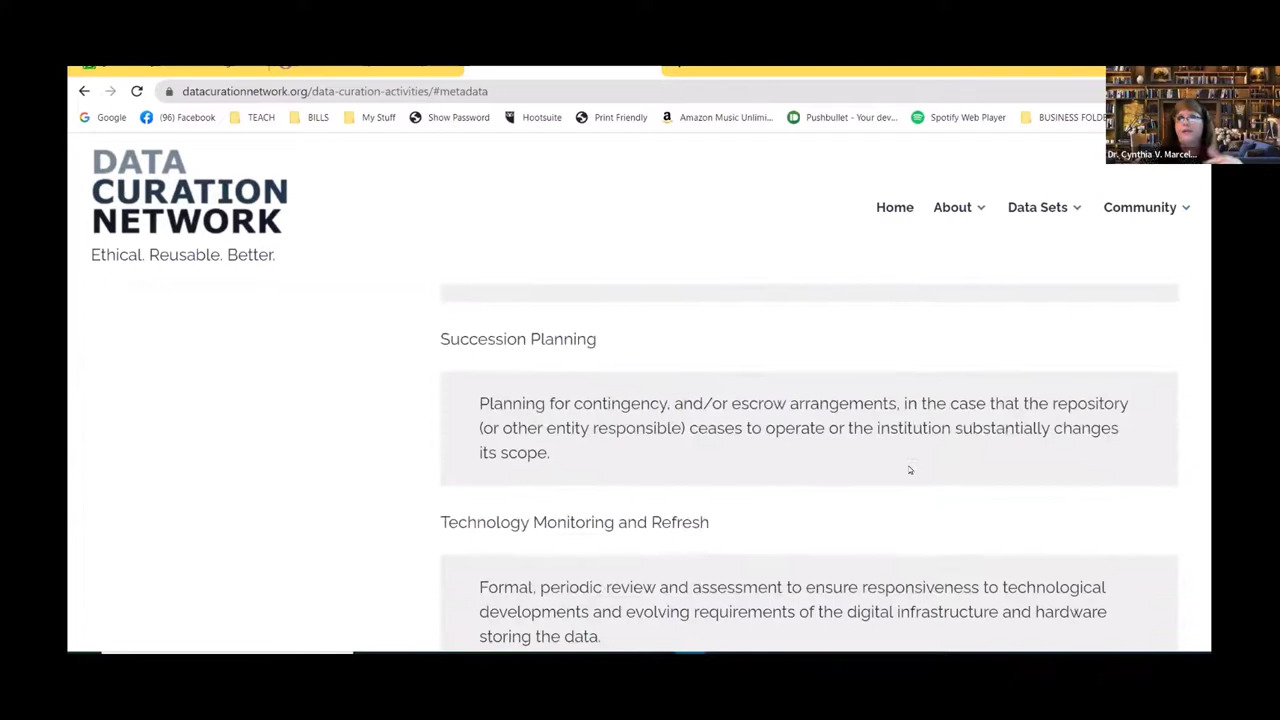 datacurationnetwork.org/data-curation-activities/#metadata
Google (96) Facebook TEACH BILLS My Stuff Show Password Hootsuite Print Friendly Amazon Music Unlimi... Pushbullet - Your dev... Spotify Web Player BUSINESS FOLDE
Dr. Cynthia V. Marcel...
DATA
CURATION
NETWORK
Ethical. Reusable. Better.
Home About Data Sets Community
Succession Planning
Planning for contingency, and/or escrow arrangements, in the case that the repository
(or other entity responsible) ceases to operate or the institution substantially changes
its scope.
Technology Monitoring and Refresh
Formal, periodic review and assessment to ensure responsiveness to technological
developments and evolving requirements of the digital infrastructure and hardware
storing the data.